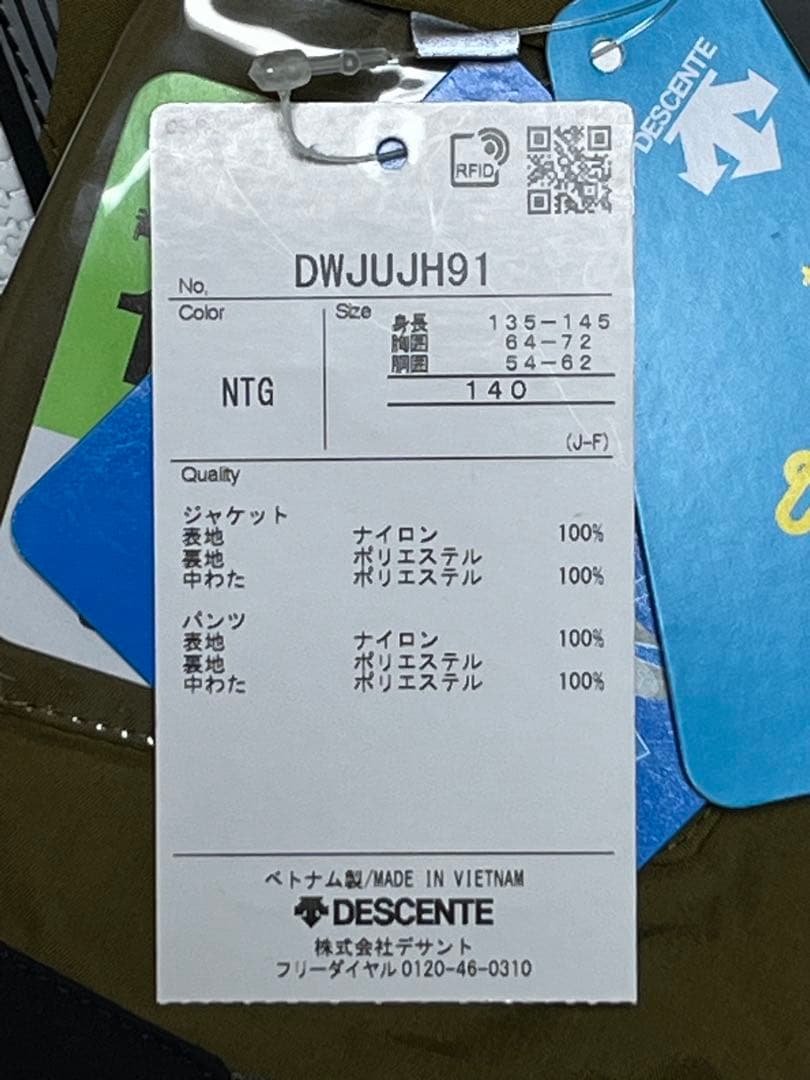 DESCENTE
RFID
No, DWJUJH91
Color
NTG
Size
身長 135-145
胸囲 64-72
胴囲 54-62
140
(J-F)
Quality
ジャケット
表地 ナイロン 100%
裏地 ポリエステル
中わた ポリエステル 100%
パンツ
表地 ナイロン 100%
裏地 ポリエステル
中わた ポリエステル 100%
ベトナム製/MADE IN VIETNAM
DESCENTE
株式会社デサント
フリーダイヤル0120-46-0310